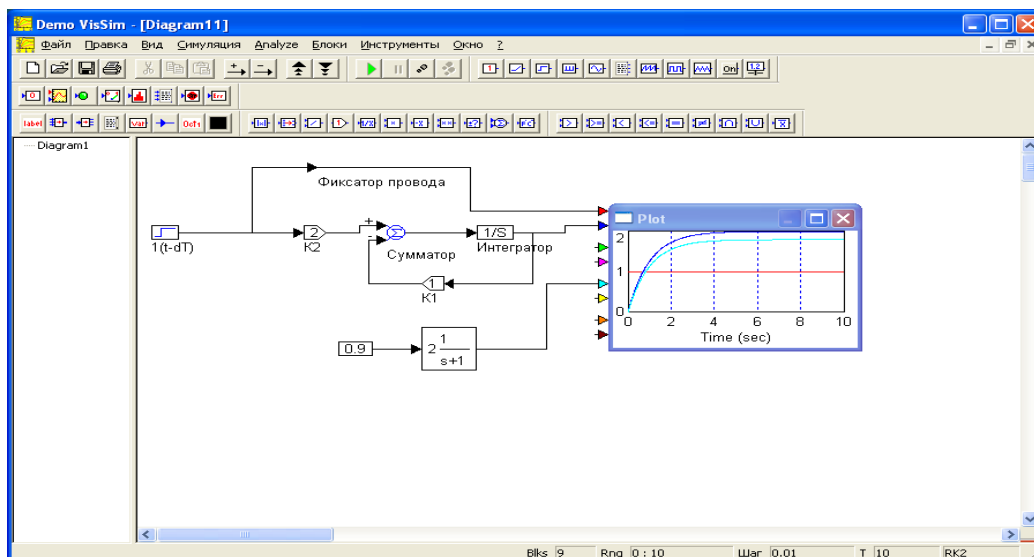 Demo VisSim - [Diagram11]
Файл Правка Вид Симуляция Analyze Блоки Инструменты Окно ?
Diagram1
Фиксатор провода
1(t-dT)
2
K2
+
-
Σ
Сумматор
1/S
Интегратор
1
K1
0.9
2 1
s+1
Plot
2
1
0
0 2 4 6 8 10
Time (sec)
Blks 9 Rng 0 : 10 Шаг 0.01 T 10 RK2